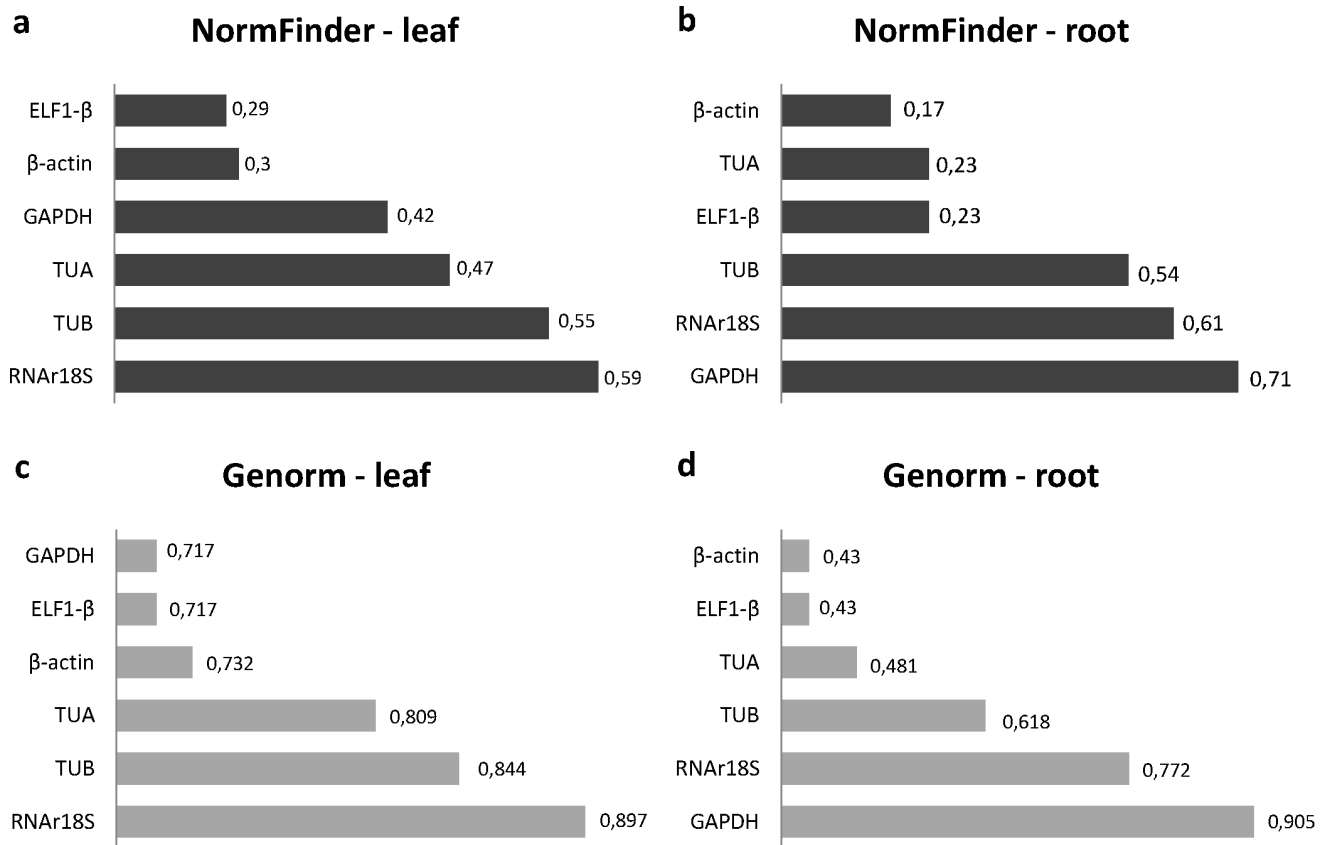 a
NormFinder - leaf
ELF1-β 0,29
β-actin 0,3
GAPDH 0,42
TUA 0,47
TUB 0,55
RNAr18S 0,59
b
NormFinder - root
β-actin 0,17
TUA 0,23
ELF1-β 0,23
TUB 0,54
RNAr18S 0,61
GAPDH 0,71
c
Genorm - leaf
GAPDH 0,717
ELF1-β 0,717
β-actin 0,732
TUA 0,809
TUB 0,844
RNAr18S 0,897
d
Genorm - root
β-actin 0,43
ELF1-β 0,43
TUA 0,481
TUB 0,618
RNAr18S 0,772
GAPDH 0,905